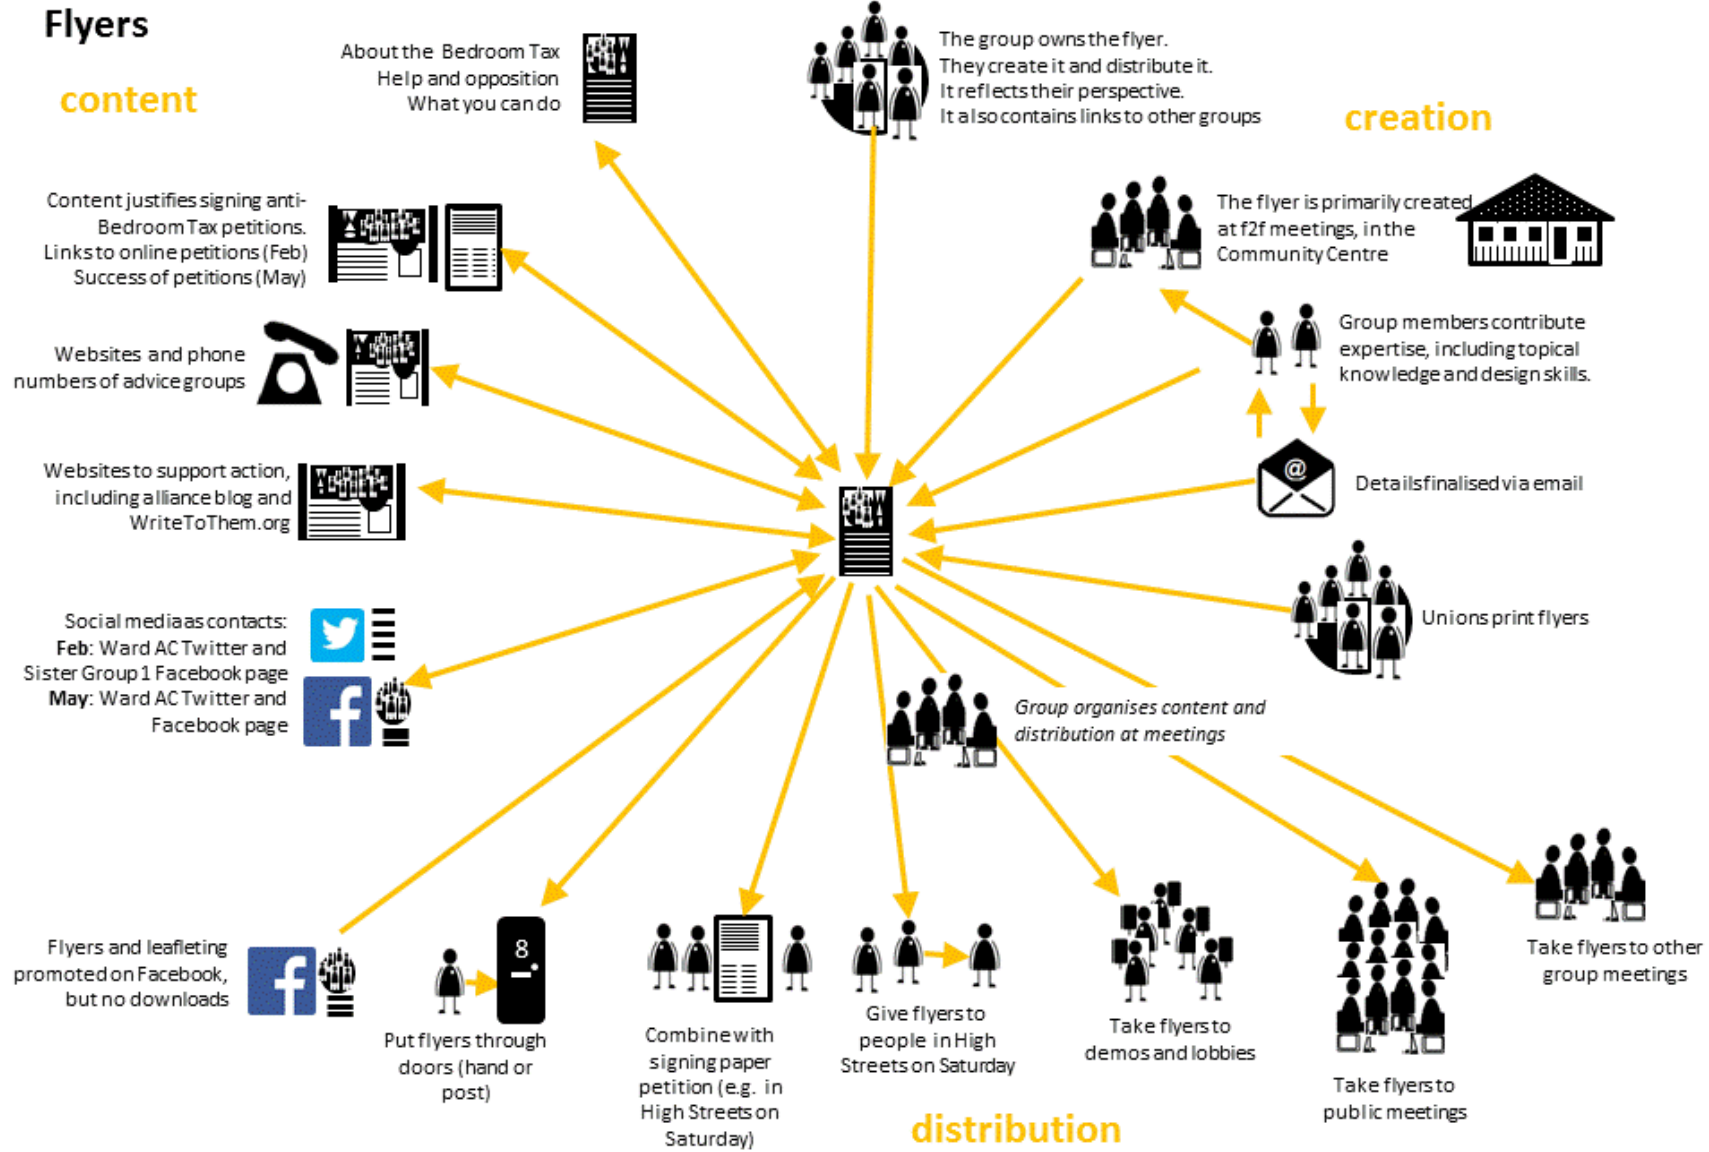 Flyers
content
About the Bedroom Tax
Help and opposition
What you can do
The group owns the flyer.
They create it and distribute it.
It reflects their perspective.
It also contains links to other groups
creation
Content justifies signing anti-
Bedroom Tax petitions.
Links to online petitions (Feb)
Success of petitions (May)
The flyer is primarily created
at f2f meetings, in the
Community Centre
Group members contribute
expertise, including topical
knowledge and design skills.
Websites and phone
numbers of advice groups
Websites to support action,
including alliance blog and
WriteToThem.org
@
Details finalised via email
Social media as contacts:
Feb: Ward AC Twitter and
Sister Group 1 Facebook page
May: Ward AC Twitter and
Facebook page
f
Unions print flyers
Group organises content and
distribution at meetings
Flyers and leafleting
promoted on Facebook,
but no downloads
f
8
Put flyers through
doors (hand or
post)
Combine with
signing paper
petition (e.g. in
High Streets on
Saturday)
Give flyers to
people in High
Streets on Saturday
Take flyers to
demos and lobbies
Take flyers to
public meetings
Take flyers to other
group meetings
distribution